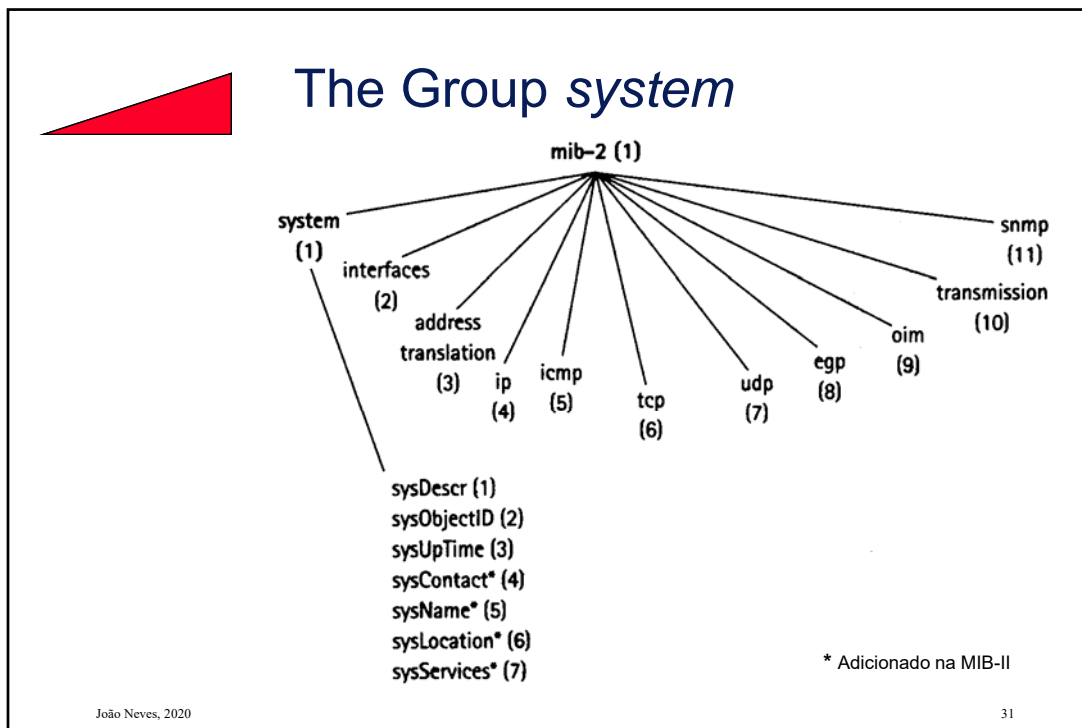 The Group system
mib-2 (1)
system
(1)
interfaces
(2)
address
translation
(3)
ip
(4)
icmp
(5)
tcp
(6)
udp
(7)
egp
(8)
oim
(9)
transmission
(10)
snmp
(11)
sysDescr (1)
sysObjectID (2)
sysUpTime (3)
sysContact* (4)
sysName* (5)
sysLocation* (6)
sysServices* (7)
* Adicionado na MIB-II
João Neves, 2020
31